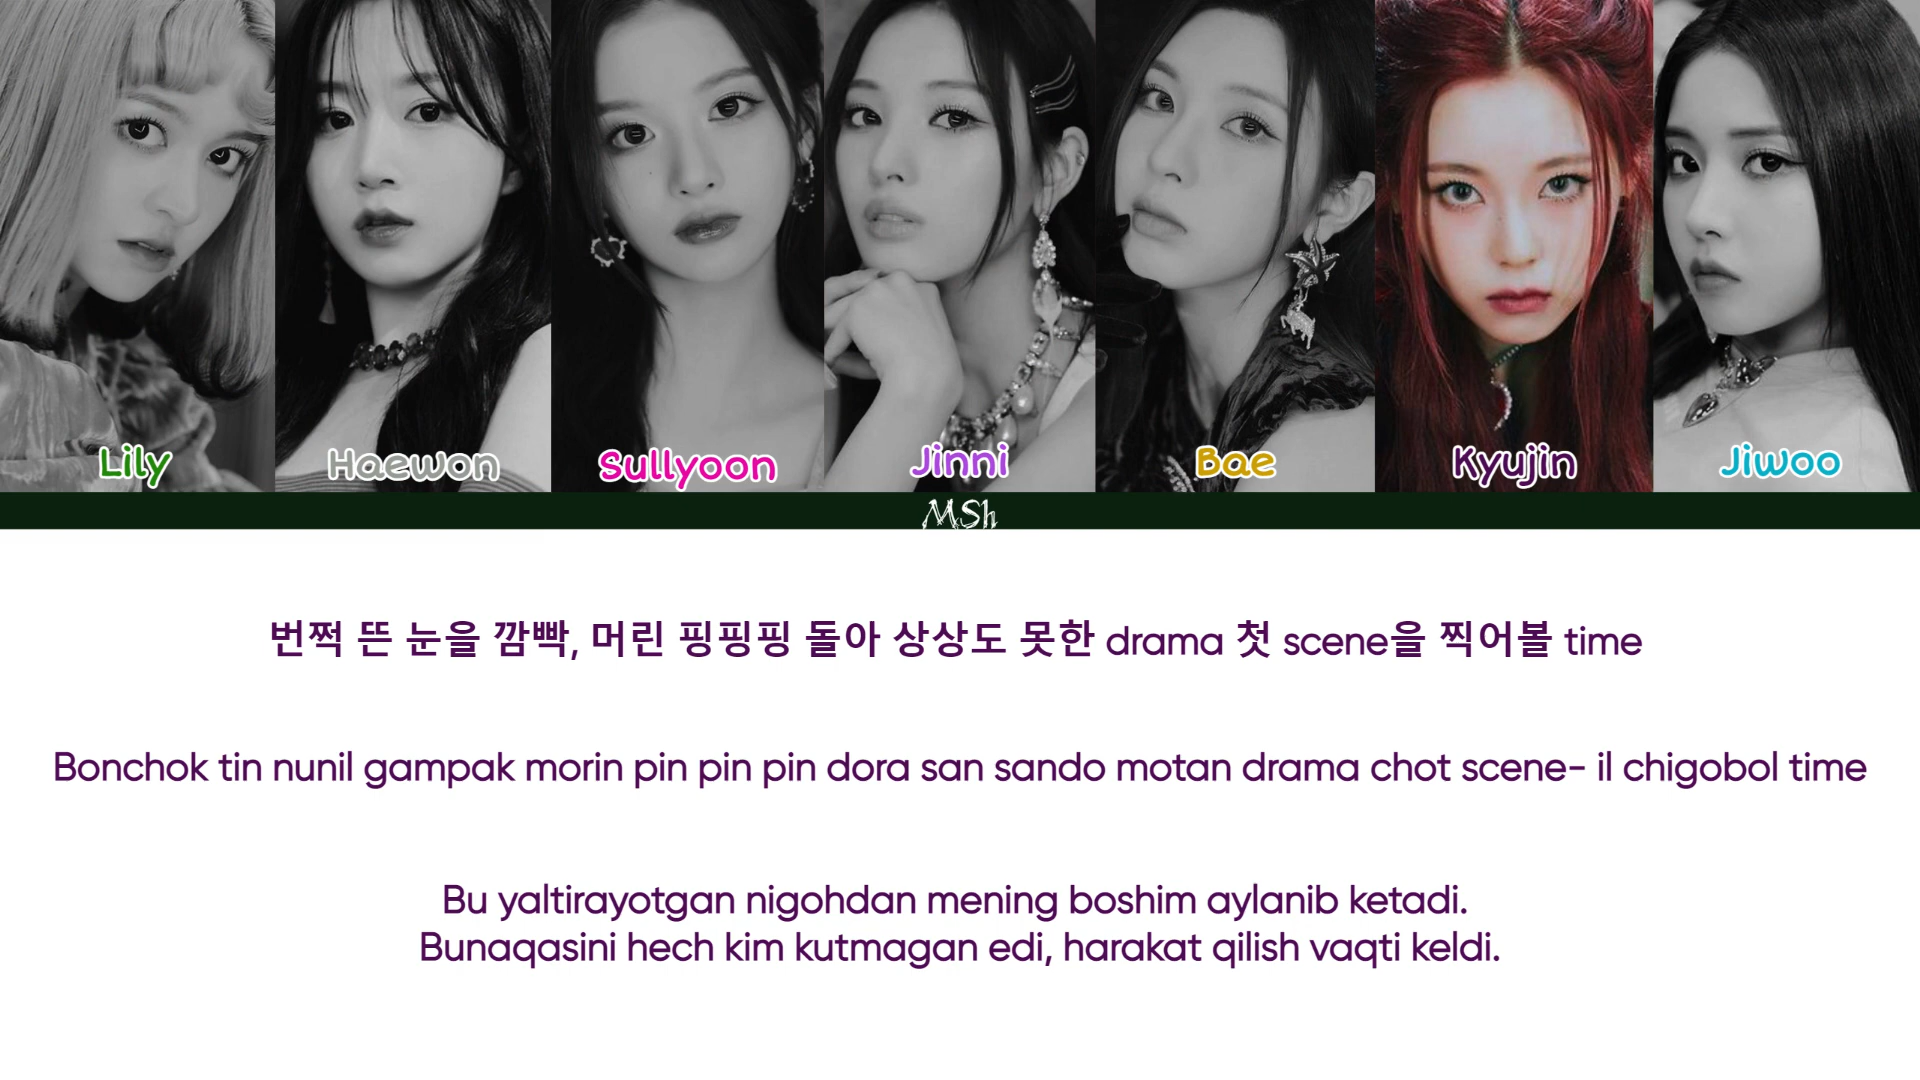 Lily
Haewon
Sullyoon
Jinni
Bae
Kyujin
Jiwoo
MSh
번쩍 뜬 눈을 깜빡, 머린 핑핑핑 돌아 상상도 못한 drama 첫 scene을 찍어볼 time
Bonchok tin nunil gampak morin pin pin pin dora san sando motan drama chot scene- il chigobol time
Bu yaltirayotgan nigohdan mening boshim aylanib ketadi.
Bunaqasini hech kim kutmagan edi, harakat qilish vaqti keldi.